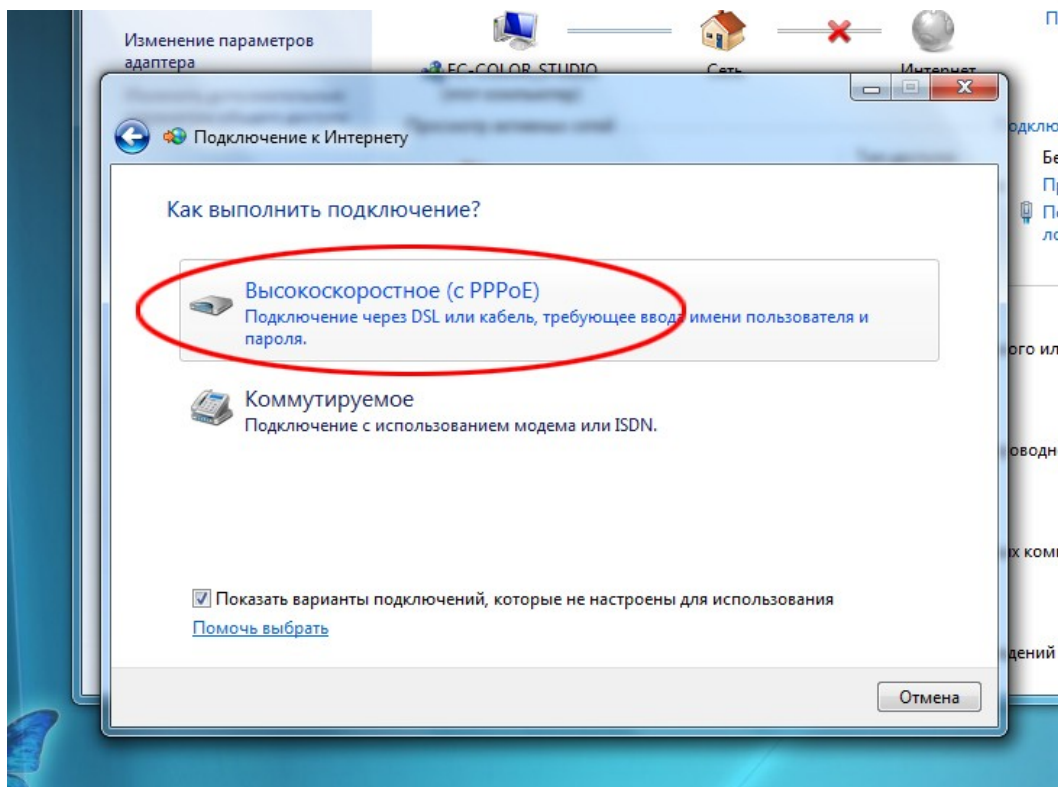 Изменение параметров
адаптера
EC-COLOR_STUDIO
Сеть
Интернет
Подключение к Интернету
Как выполнить подключение?
Высокоскоростное (с PPPoE)
Подключение через DSL или кабель, требующее ввода имени пользователя и
пароля.
Коммутируемое
Подключение с использованием модема или ISDN.
Показать варианты подключений, которые не настроены для использования
Помочь выбрать
Отмена